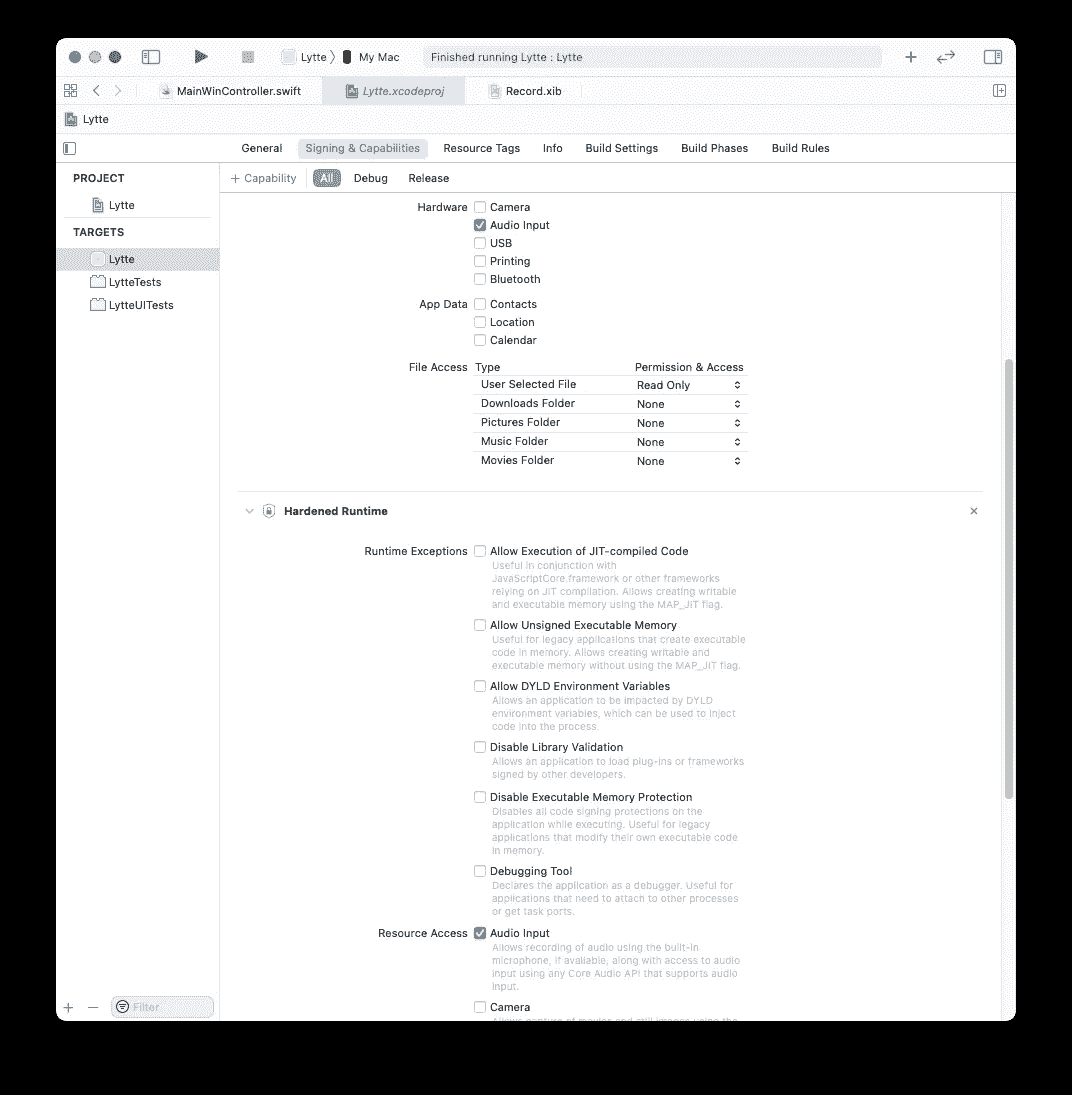 Lytte 〉 My Mac
Finished running Lytte : Lytte
MainWinController.swift
Lytte.xcodeproj
Record.xib
Lytte
General
Signing & Capabilities
Resource Tags
Info
Build Settings
Build Phases
Build Rules
PROJECT
Lytte
TARGETS
Lytte
LytteTests
LytteUITests
+ Capability
All
Debug
Release
Hardware
Camera
Audio Input
USB
Printing
Bluetooth
App Data
Contacts
Location
Calendar
File Access
Type Permission & Access
User Selected File Read Only
Downloads Folder None
Pictures Folder None
Music Folder None
Movies Folder None
Hardened Runtime
Runtime Exceptions
Allow Execution of JIT-compiled Code
Useful in conjunction with
JavaScriptCore.framework or other frameworks
relying on JIT compilation. Allows creating writable
and executable memory using the MAP_JIT flag.
Allow Unsigned Executable Memory
Useful for legacy applications that create executable
code in memory. Allows creating writable and
executable memory without using the MAP_JIT flag.
Allow DYLD Environment Variables
Allows an application to be impacted by DYLD
environment variables, which can be used to inject
code into the process.
Disable Library Validation
Allows an application to load plug-ins or frameworks
signed by other developers.
Disable Executable Memory Protection
Disables all code signing protections on the
application while executing. Useful for legacy
applications that modify their own executable code
in memory.
Debugging Tool
Declares the application as a debugger. Useful for
applications that need to attach to other processes
or get task ports.
Resource Access
Audio Input
Allows recording of audio using the built-in
microphone, if available, along with access to audio
input using any Core Audio API that supports audio
input.
Camera
Allows capture of movies and still images using the
Filter